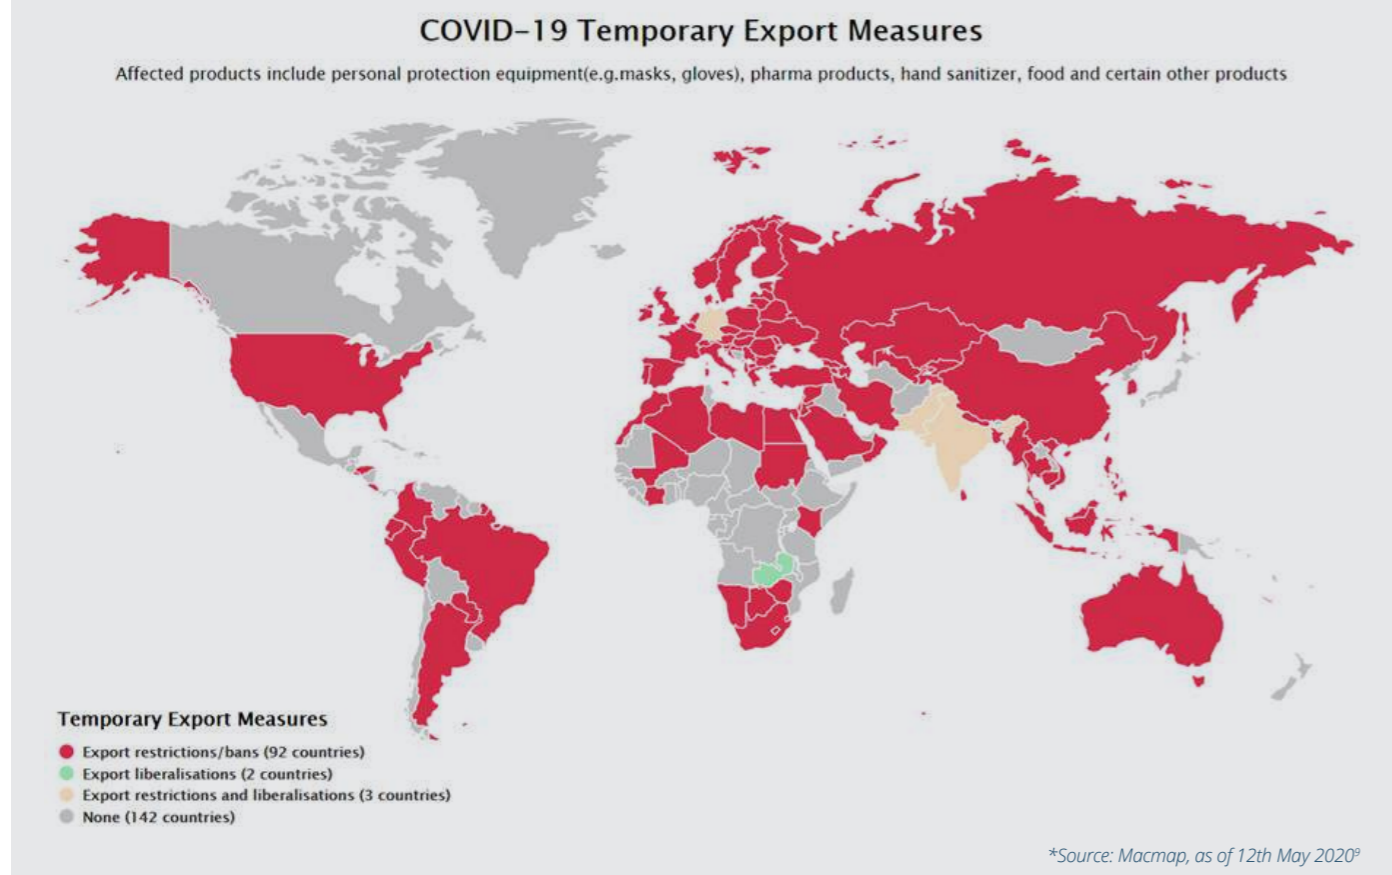 COVID-19 Temporary Export Measures
Affected products include personal protection equipment(e.g.masks, gloves), pharma products, hand sanitizer, food and certain other products
Temporary Export Measures
Export restrictions/bans (92 countries)
Export liberalisations (2 countries)
Export restrictions and liberalisations (3 countries)
None (142 countries)
*Source: Macmap, as of 12th May 2020⁹